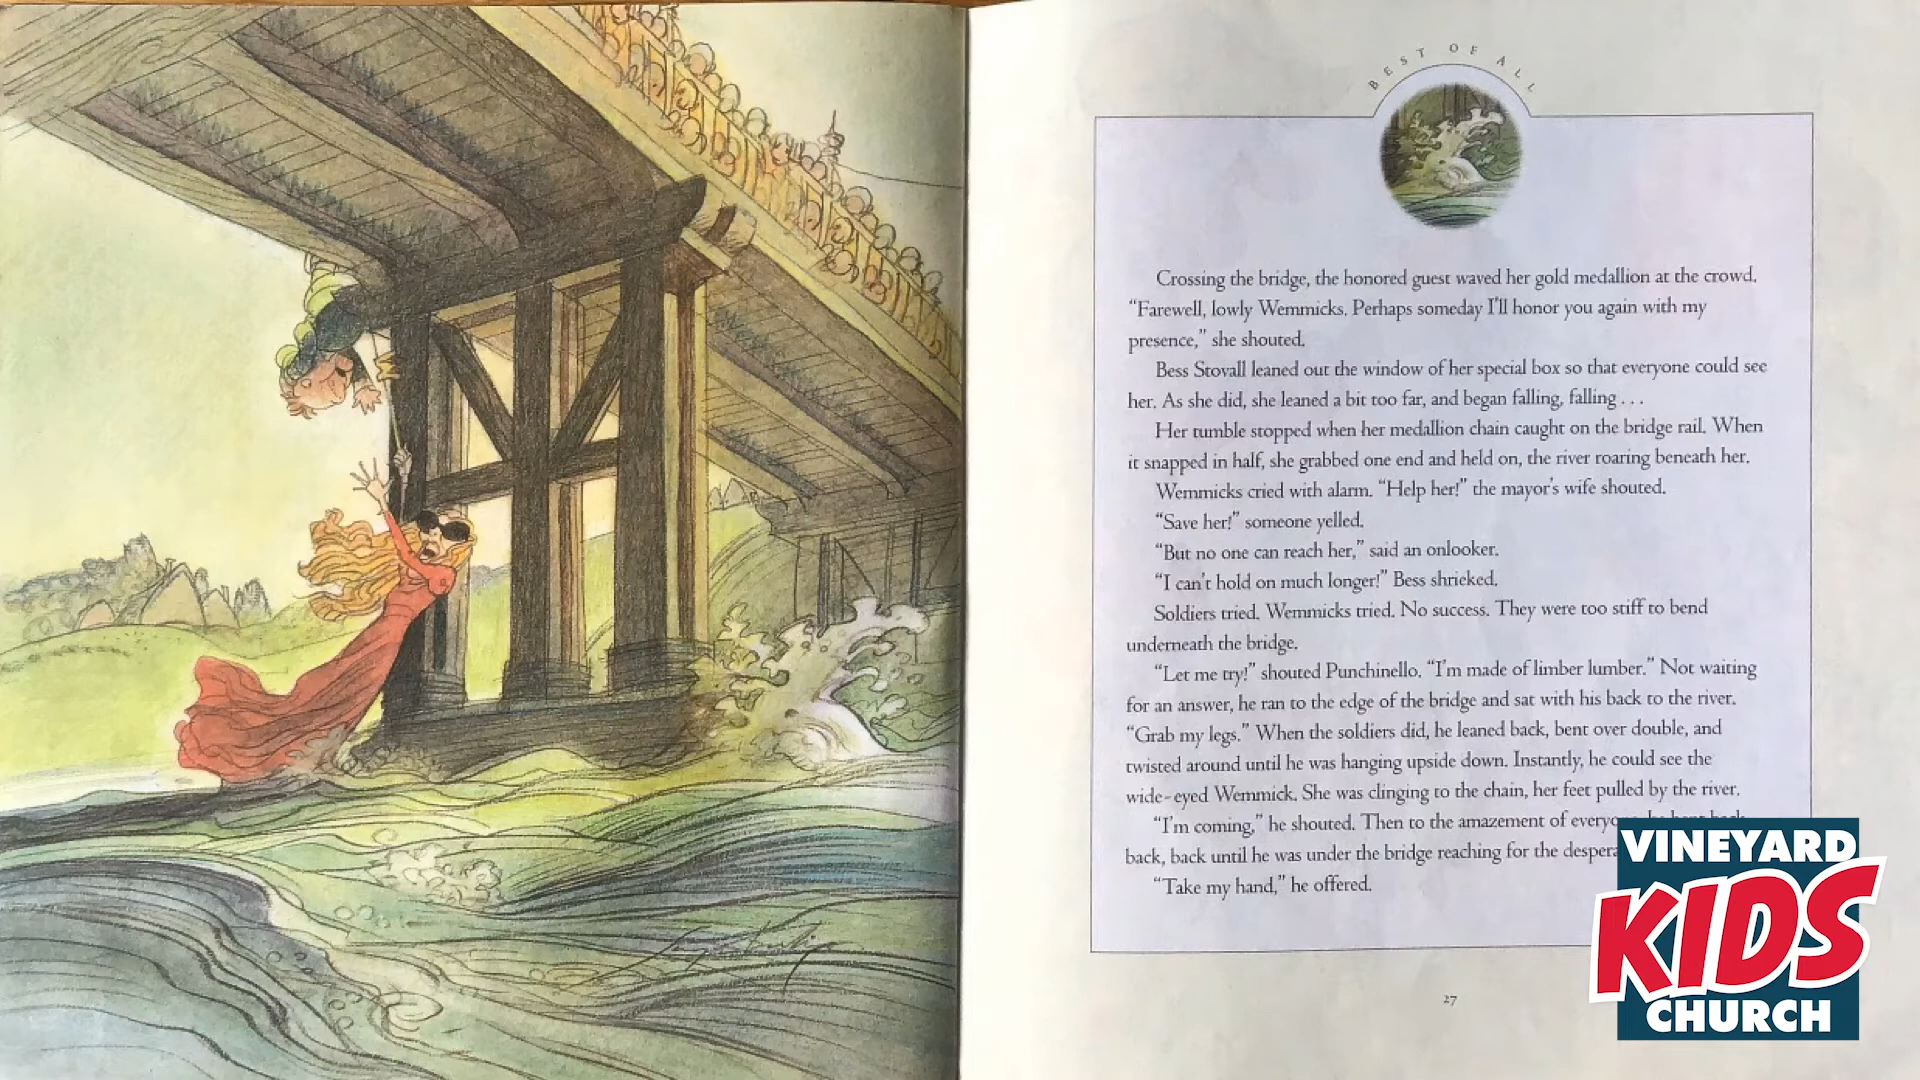 BEST OF ALL
Crossing the bridge, the honored guest waved her gold medallion at the crowd.
“Farewell, lowly Wemmicks. Perhaps someday I’ll honor you again with my
presence,” she shouted.
Bess Stovall leaned out the window of her special box so that everyone could see
her. As she did, she leaned a bit too far, and began falling, falling . . .
Her tumble stopped when her medallion chain caught on the bridge rail. When
it snapped in half, she grabbed one end and held on, the river roaring beneath her.
Wemmicks cried with alarm. “Help her!” the mayor’s wife shouted.
“Save her!” someone yelled.
“But no one can reach her,” said an onlooker.
“I can’t hold on much longer!” Bess shrieked.
Soldiers tried. Wemmicks tried. No success. They were too stiff to bend
underneath the bridge.
“Let me try!” shouted Punchinello. “I’m made of limber lumber.” Not waiting
for an answer, he ran to the edge of the bridge and sat with his back to the river.
“Grab my legs.” When the soldiers did, he leaned back, bent over double, and
twisted around until he was hanging upside down. Instantly, he could see the
wide-eyed Wemmick. She was clinging to the chain, her feet pulled by the river.
“I’m coming,” he shouted. Then to the amazement of
back, back until he was under the bridge reaching for the
“Take my hand,” he offered.
27
VINEYARD
KIDS
CHURCH